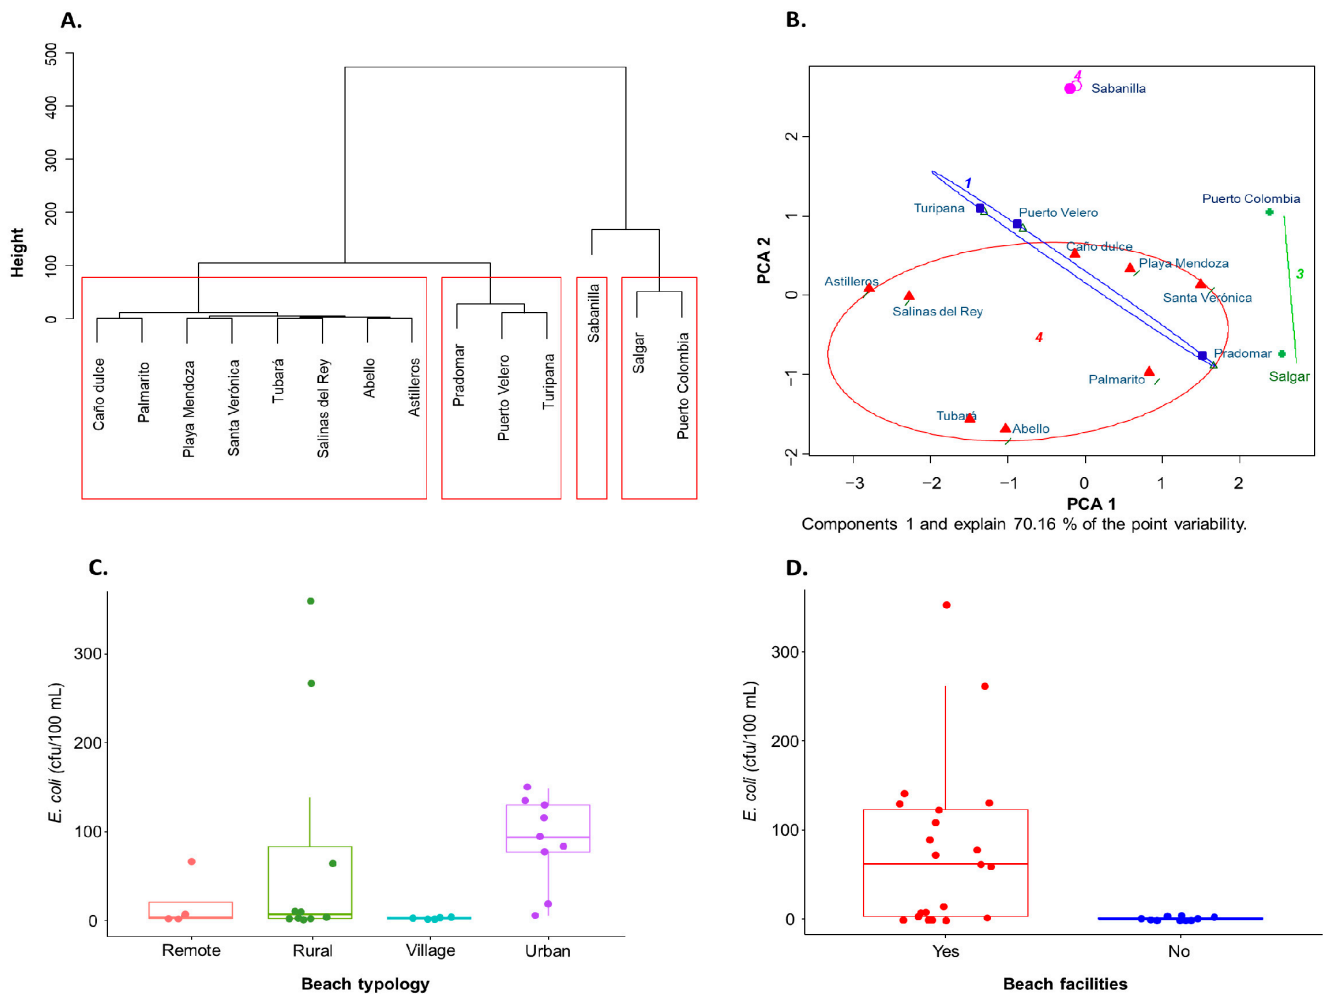 A.
500
400
300
200
100
0
Height
Caño dulce
Palmarito
Playa Mendoza
Santa Verónica
Tubará
Salinas del Rey
Abello
Astilleros
Pradomar
Puerto Velero
Turipana
Sabanilla
Salgar
Puerto Colombia
B.
4
Sabanilla
1
Turipana
Puerto Velero
Puerto Colombia
Caño dulce
Playa Mendoza
Astilleros
Santa Verónica
3
Salinas del Rey
4
Pradomar
Palmarito
Salgar
Tubará
Abello
2
1
0
−1
−2
PCA 2
−3 −2 −1 0 1 2
PCA 1
Components 1 and explain 70.16 % of the point variability.
C.
300
200
100
0
E. coli (cfu/100 mL)
Remote Rural Village Urban
Beach typology
D.
300
200
100
0
E. coli (cfu/100 mL)
Yes No
Beach facilities